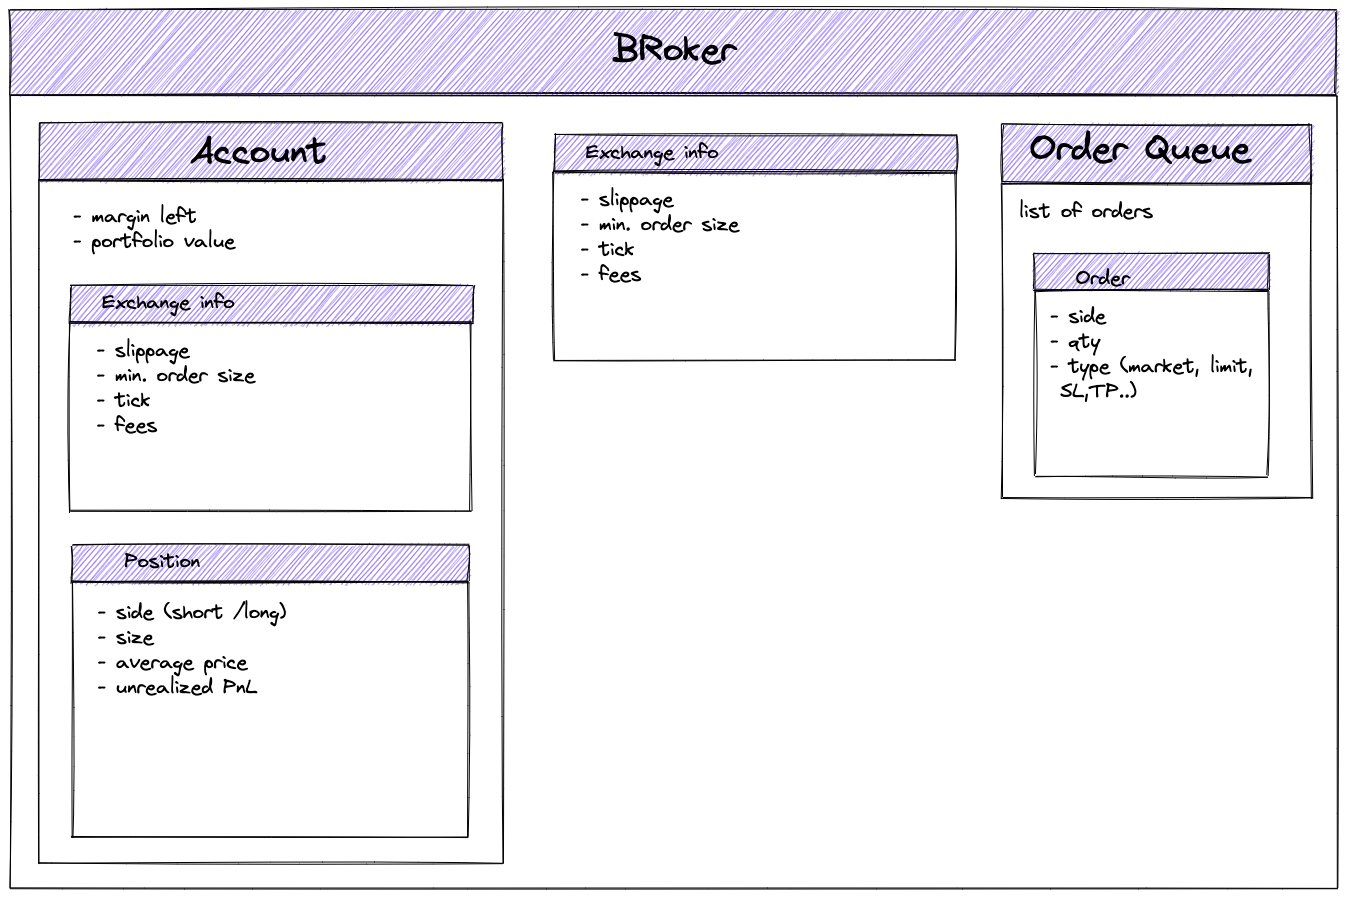 BRoker
Account
- margin left
- portfolio value
Exchange info
- slippage
- min. order size
- tick
- fees
Position
- side (short /long)
- size
- average price
- unrealized PnL
Exchange info
- slippage
- min. order size
- tick
- fees
Order Queue
list of orders
Order
- side
- qty
- type (market, limit,
SL,TP..)